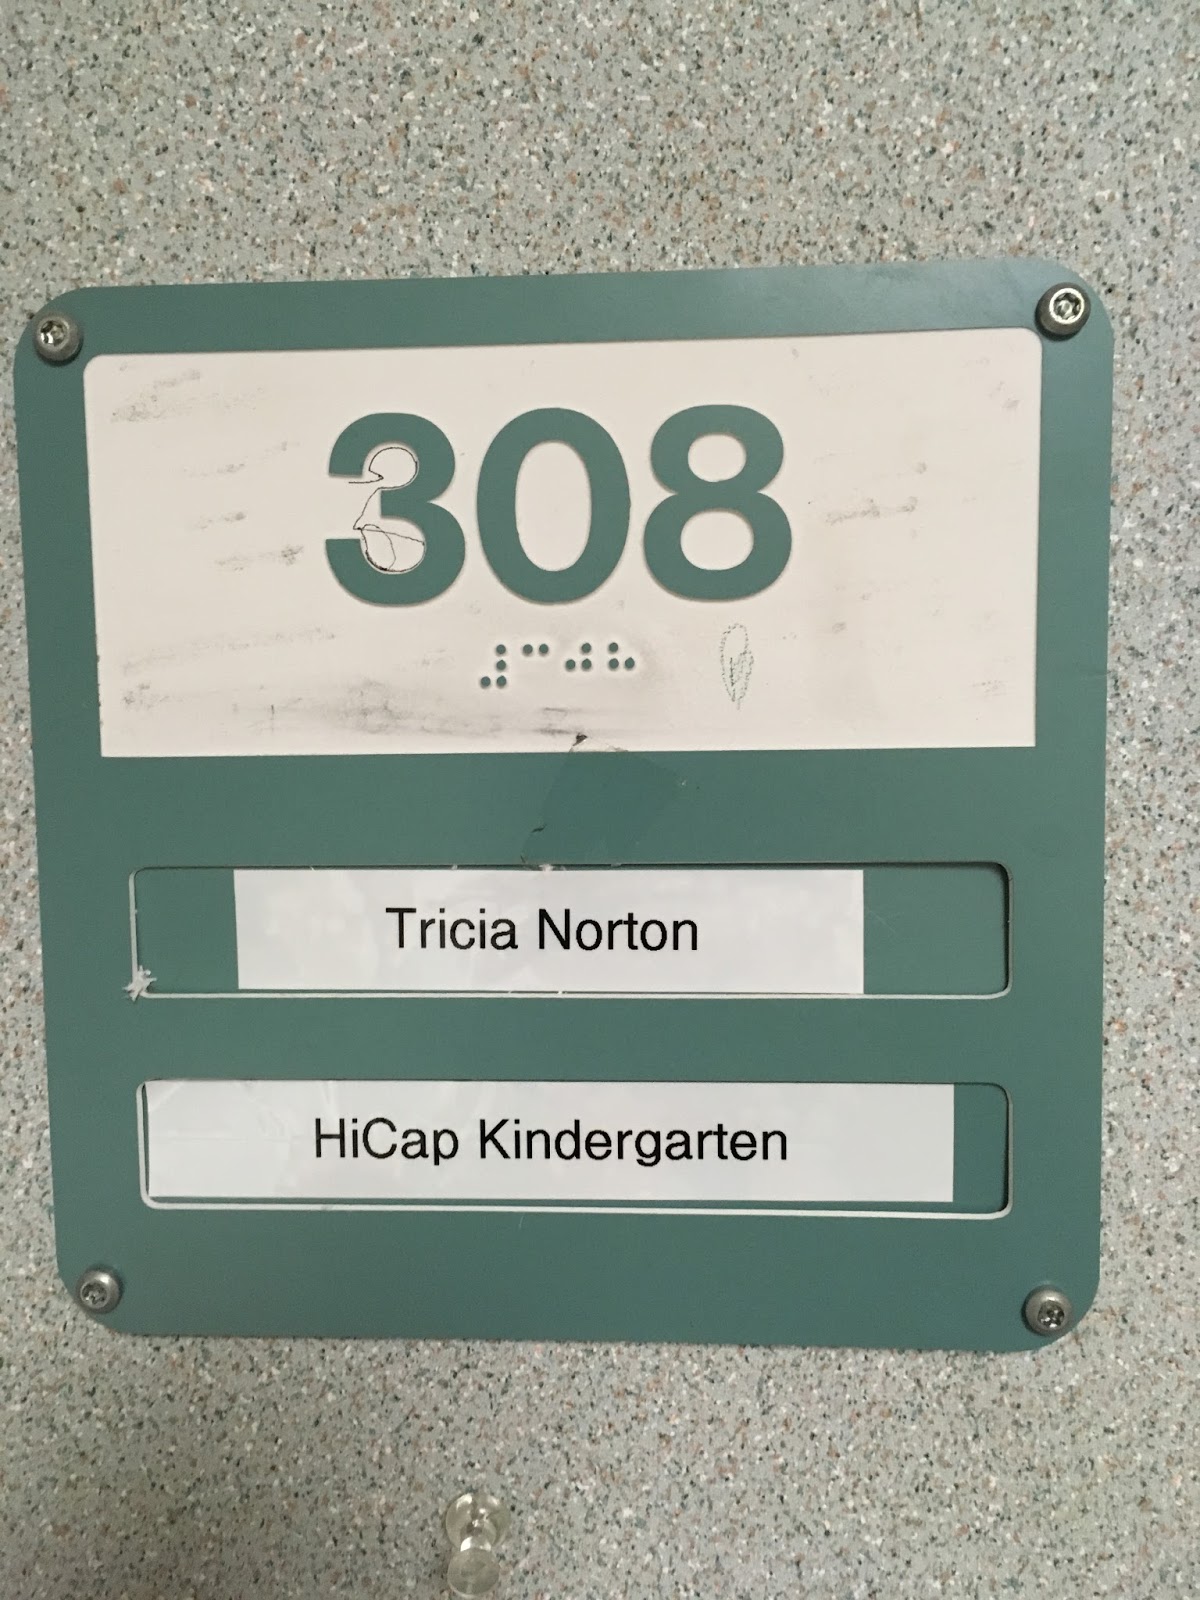 308
⠼⠉⠚⠓
Tricia Norton
HiCap Kindergarten